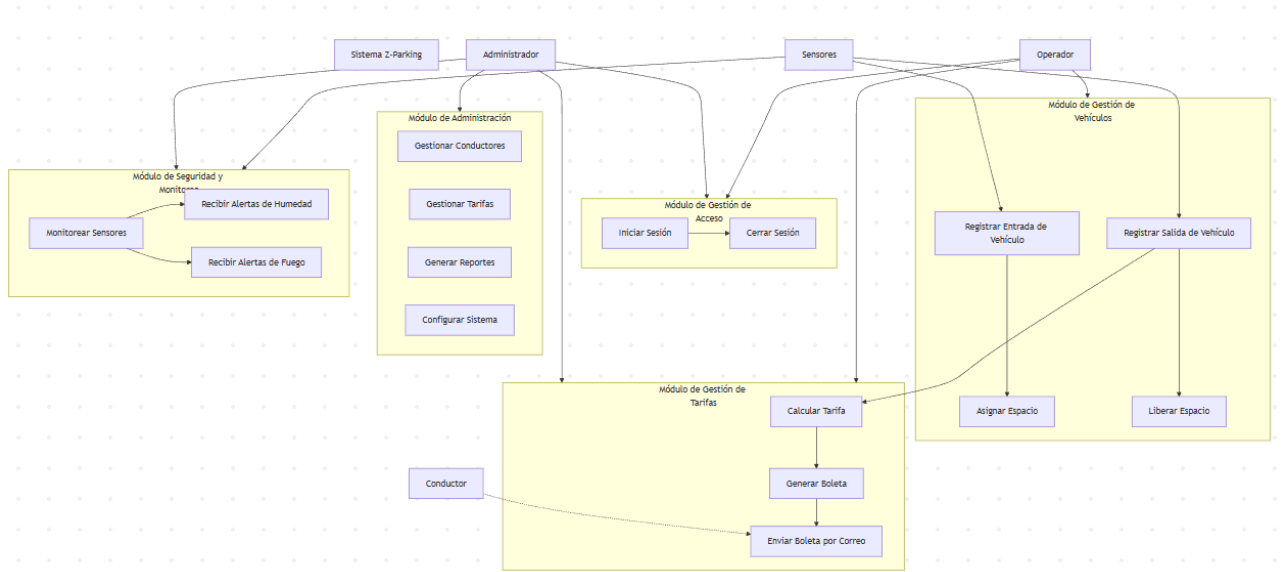 Sistema Z-Parking
Administrador
Sensores
Operador
Módulo de Seguridad y
Monitoreo
Monitorear Sensores
Recibir Alertas de Humedad
Recibir Alertas de Fuego
Módulo de Administración
Gestionar Conductores
Gestionar Tarifas
Generar Reportes
Configurar Sistema
Módulo de Gestión de
Acceso
Iniciar Sesión
Cerrar Sesión
Módulo de Gestión de
Vehículos
Registrar Entrada de
Vehículo
Registrar Salida de Vehículo
Asignar Espacio
Liberar Espacio
Módulo de Gestión de
Tarifas
Calcular Tarifa
Generar Boleta
Enviar Boleta por Correo
Conductor